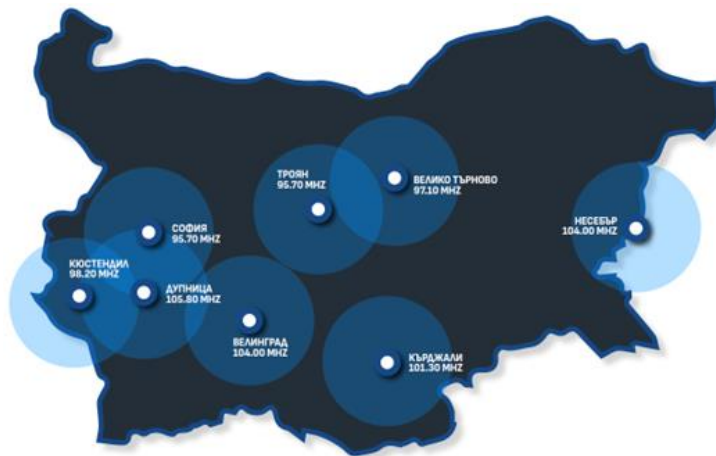 ТРОЯН
95.70 MHZ
ВЕЛИКО ТЪРНОВО
97.10 MHZ
СОФИЯ
95.70 MHZ
НЕСЕБЪР
104.00 MHZ
КЮСТЕНДИЛ
98.20 MHZ
ДУПНИЦА
105.80 MHZ
ВЕЛИНГРАД
104.00 MHZ
КЪРДЖАЛИ
101.30 MHZ